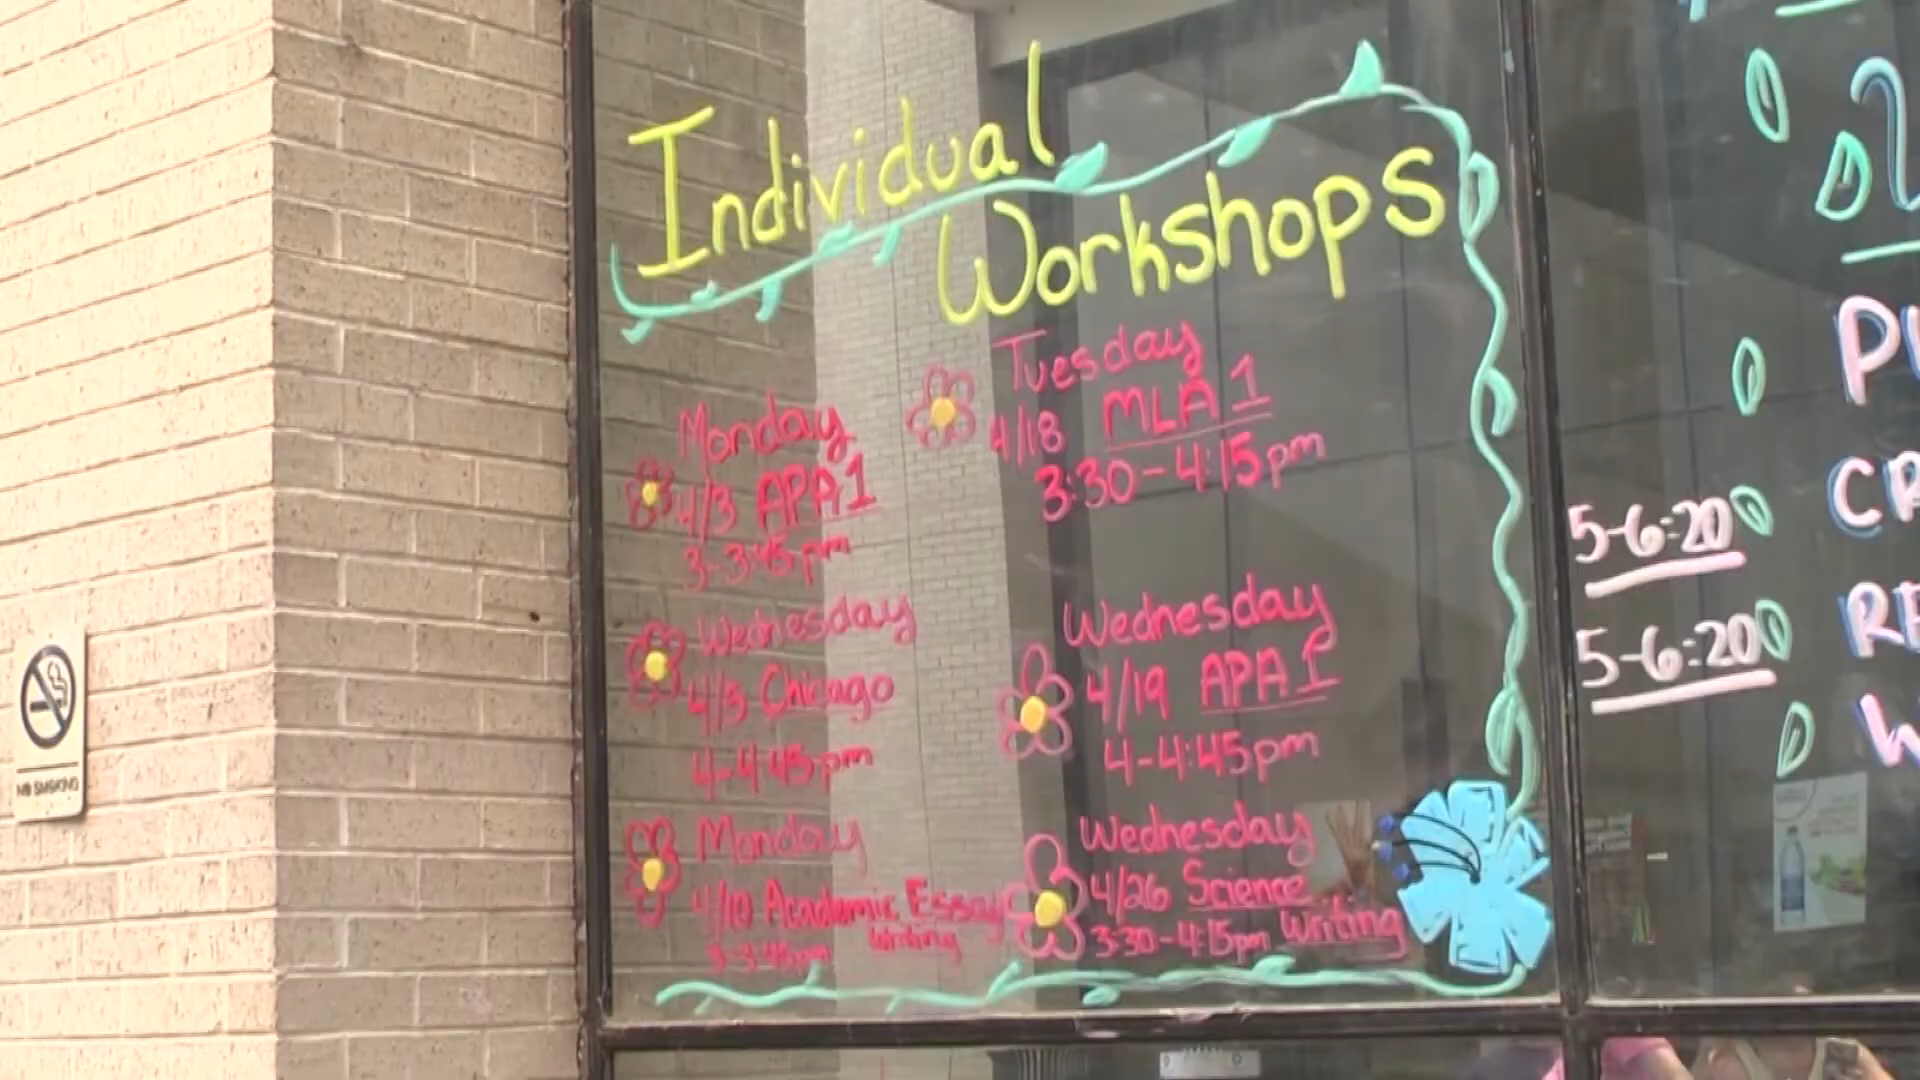 Individual
Workshops
Monday
4/3 APA 1
3-3:45pm
Wednesday
4/5 Chicago
4-4:45pm
Monday
4/10 Academic Essay
Writing
3-3:45pm
Tuesday
4/18 MLA 1
3:30-4:15pm
Wednesday
4/19 APA 1
4-4:45pm
Wednesday
4/26 Science
3:30-4:15pm Writing
5-6:20
5-6:20
NO SMOKING